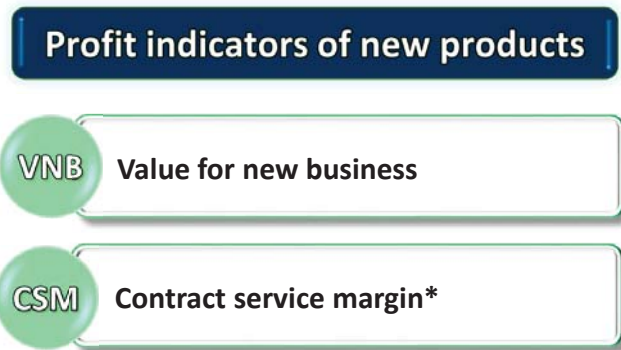 Profit indicators of new products
VNB Value for new business
CSM Contract service margin*